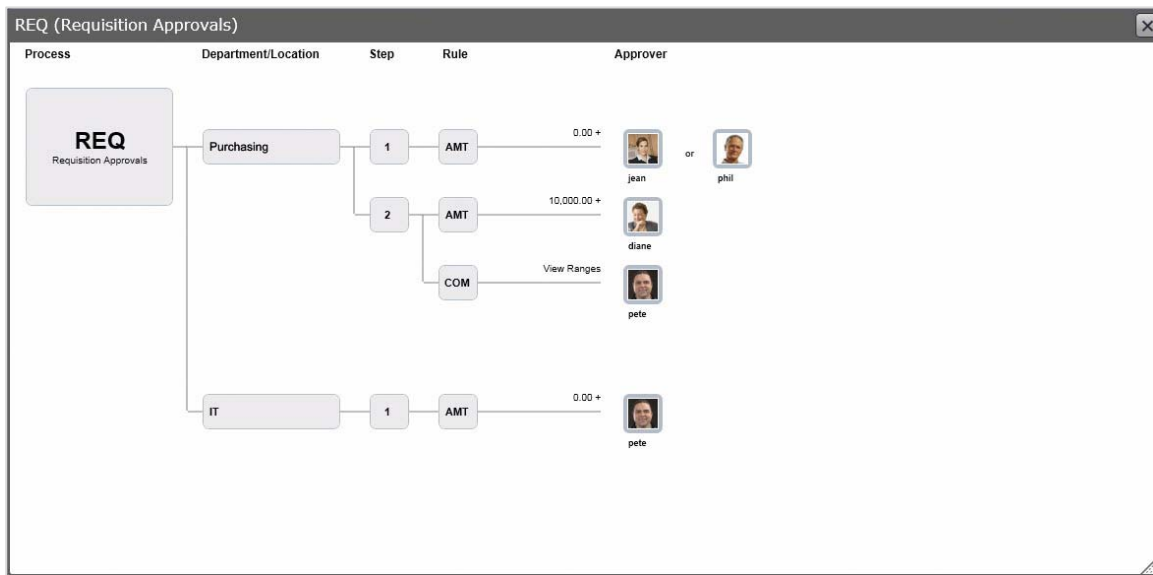 REQ (Requisition Approvals)
Process Department/Location Step Rule Approver
REQ
Requisition Approvals
Purchasing 1 AMT 0.00 + or
jean phil
2 AMT 10,000.00 +
diane
COM View Ranges
pete
IT 1 AMT 0.00 +
pete